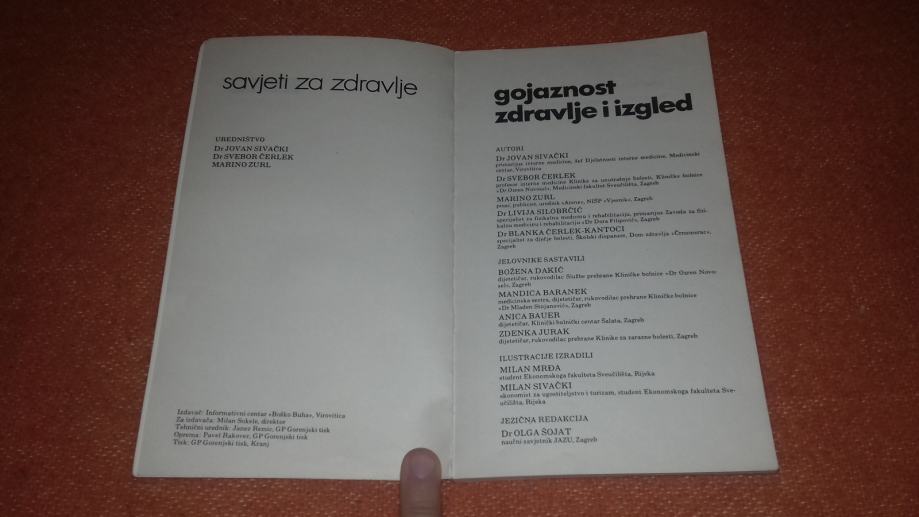 savjeti za zdravlje
UREDNIŠTVO
Dr JOVAN SIVAČKI
Dr SVEBOR ČERLEK
MARINO ZURL
Izdavač: Informativni centar »Boško Buha«, Virovitica
Za izdavača: Milan Sokele, direktor
Tehnični urednik: Janez Remic, GP Gorenjski tisk
Oprema: Pavel Rakovec, GP Gorenjski tisk
Tisk: GP Gorenjski tisk, Kranj
gojaznost
zdravlje i izgled
AUTORI
Dr JOVAN SIVAČKI
primarijus interne medicine, šef Djelatnosti interne medicine, Medicinski
centar, Virovitica
Dr SVEBOR ČERLEK
profesor interne medicine Klinike za unutrašnje bolesti, Kliničke bolnice
»Dr Ozren Novosel«, Medicinski fakultet Sveučilišta, Zagreb
MARINO ZURL
pisac, publicist, urednik »Arene«, NIŠP »Vjesnik«, Zagreb
Dr LIVIJA SILOBRČIĆ
specijalist za fizikalnu medicinu i rehabilitaciju, primarijus Zavoda za fizi-
kalnu medicinu i rehabilitaciju »Dr Đuro Filipović«, Zagreb
Dr BLANKA ČERLEK-KANTOCI
specijalist za dječje bolesti, Školski dispanzer, Dom zdravlja »Črnomerec«,
Zagreb
JELOVNIKE SASTAVILI
BOŽENA DAKIĆ
dijetetičar, rukovodilac Službe prehrane Kliničke bolnice »Dr Ozren Novo-
sel«, Zagreb
MANDICA BARANEK
medicinska sestra, dijetetičar, rukovodilac prehrane Kliničke bolnice
»Dr Mladen Stojanović«, Zagreb
ANICA BAUER
dijetetičar, Klinički bolnički centar Šalata, Zagreb
ZDENKA JURAK
dijetetičar, rukovodilac prehrane Klinike za zarazne bolesti, Zagreb
ILUSTRACIJE IZRADILI
MILAN MRĐA
student Ekonomskoga fakulteta Sveučilišta, Rijeka
MILAN SIVAČKI
ekonomist za ugostiteljstvo i turizam, student Ekonomskoga fakulteta Sve-
učilišta, Rijeka
JEZIČNA REDAKCIJA
Dr OLGA ŠOJAT
naučni savjetnik JAZU, Zagreb